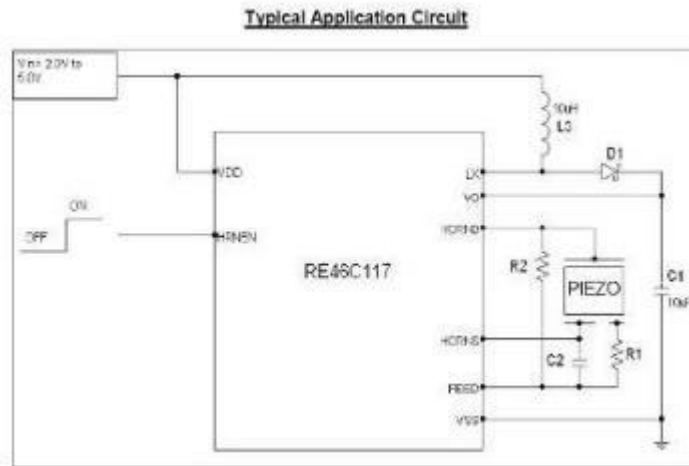 Typical Application Circuit
Vin= 2.0V to
5.0V
10uH
L3
D1
VDD
LX
VO
ON
OFF
HRNEN
HORNB
RE46C117
R2
PIEZO
C1
10uF
HORNS
C2
R1
FEED
VSS